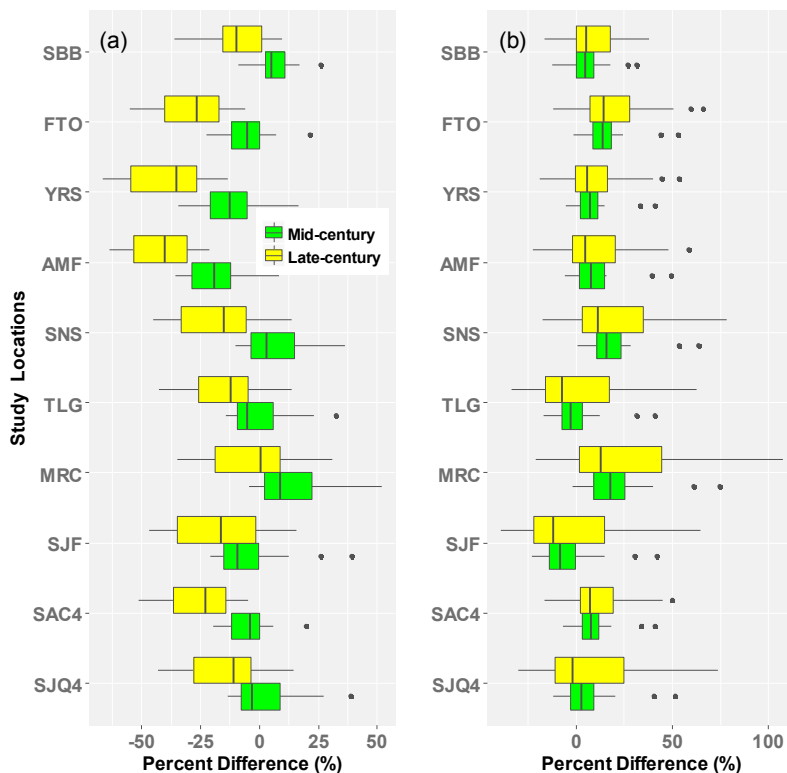 (a)
(b)
SBB
FTO
YRS
AMF
SNS
TLG
MRC
SJF
SAC4
SJQ4
Study Locations
Mid-century
Late-century
SBB
FTO
YRS
AMF
SNS
TLG
MRC
SJF
SAC4
SJQ4
-50 -25 0 25 50
0 50 100
Percent Difference (%)
Percent Difference (%)